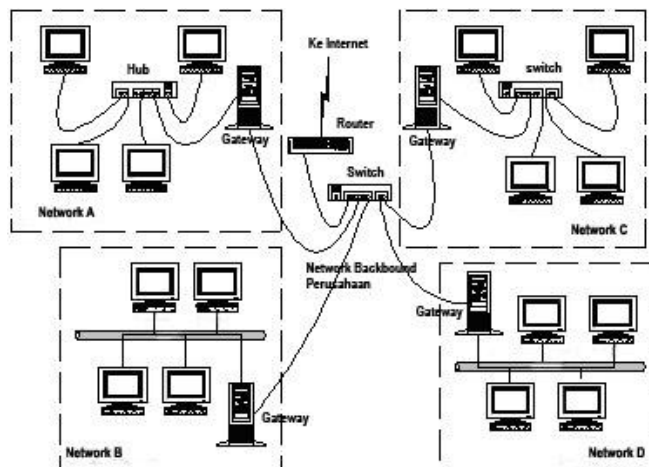 Hub
Gateway
Network A
Ke Internet
Router
Switch
switch
Gateway
Network C
Network Backbound
Perusahaan
Gateway
Network B
Gateway
Network D